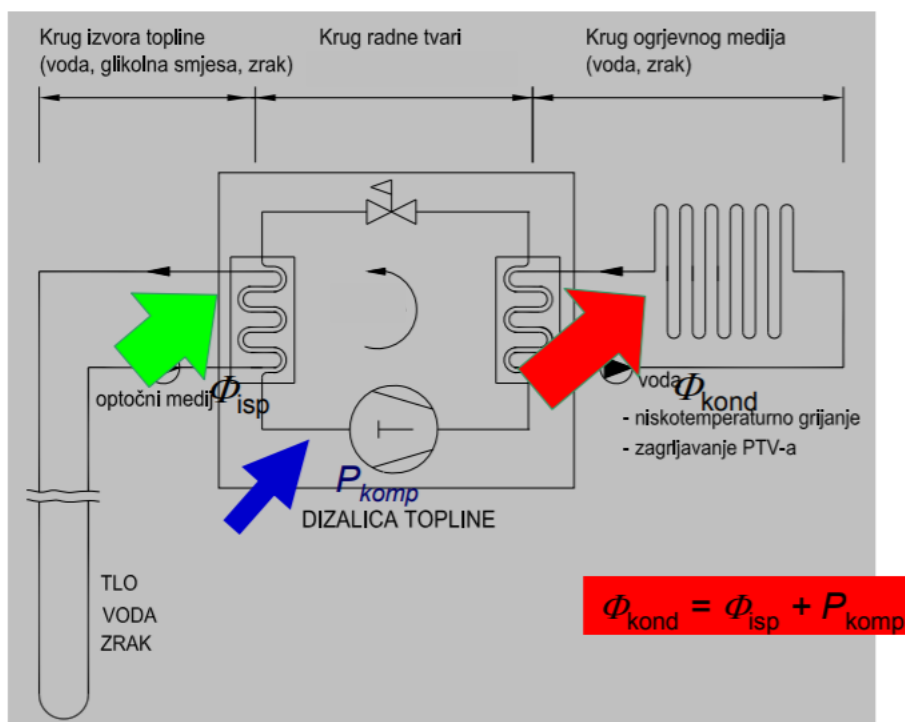 Krug izvora topline
(voda, glikolna smjesa, zrak)
Krug radne tvari
Krug ogrjevnog medija
(voda, zrak)
optočni medij
Φisp
voda
Φkond
- niskotemperaturno grijanje
- zagrljavanje PTV-a
Pkomp
DIZALICA TOPLINE
TLO
VODA
ZRAK
Φkond = Φisp + Pkomp